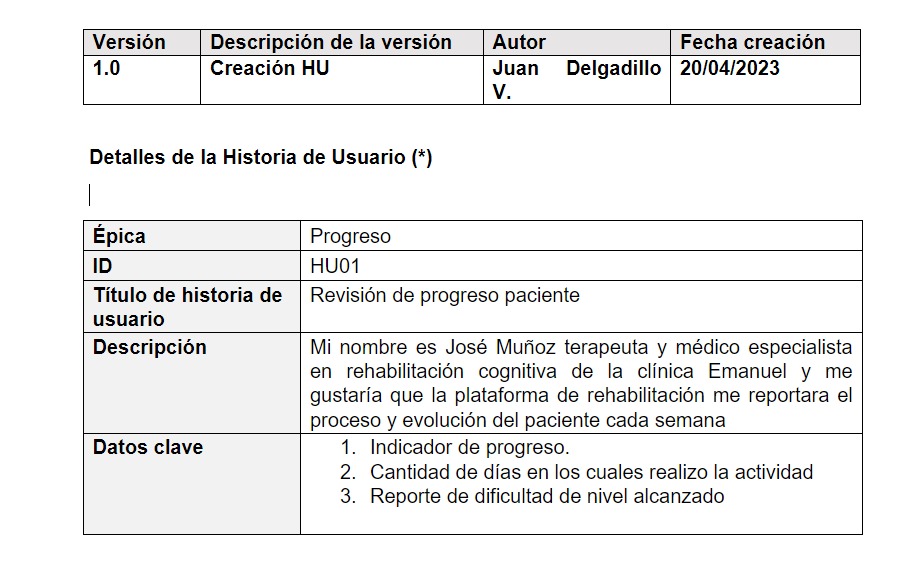 Versión Descripción de la versión Autor Fecha creación
1.0 Creación HU Juan Delgadillo V. 20/04/2023
Detalles de la Historia de Usuario (*)
Épica Progreso
ID HU01
Título de historia de usuario Revisión de progreso paciente
Descripción Mi nombre es José Muñoz terapeuta y médico especialista
en rehabilitación cognitiva de la clínica Emanuel y me
gustaría que la plataforma de rehabilitación me reportara el
proceso y evolución del paciente cada semana
Datos clave 1. Indicador de progreso.
2. Cantidad de días en los cuales realizo la actividad
3. Reporte de dificultad de nivel alcanzado